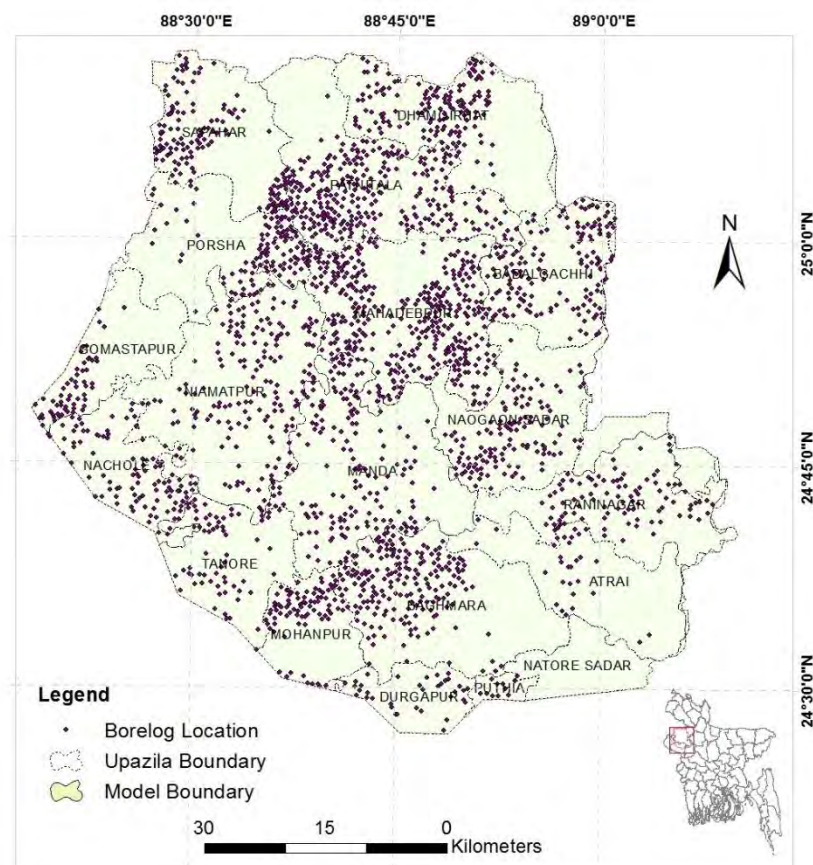 88°30'0"E 88°45'0"E 89°0'0"E
DHAMOIRHAT
SAPAHAR
PATNITALA
N
PORSHA
25°0'0"N
BADALGACHHI
MAHADEBPUR
GOMASTAPUR
NIAMATPUR
NAOGAON SADAR
NACHOLE
MANDA
24°45'0"N
RANINAGAR
TANORE
ATRAI
BAGHMARA
MOHANPUR
NATORE SADAR
PUTHIA
DURGAPUR
24°30'0"N
Legend
Borelog Location
Upazila Boundary
Model Boundary
30 15 0
Kilometers